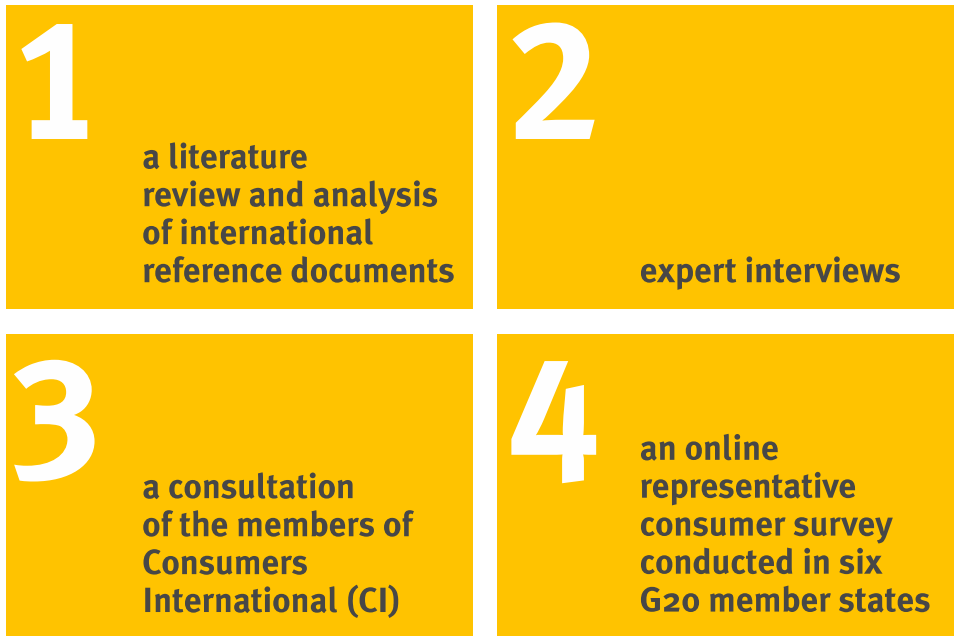 1
a literature
review and analysis
of international
reference documents
2
expert interviews
3
a consultation
of the members of
Consumers
International (CI)
4
an online
representative
consumer survey
conducted in six
G20 member states